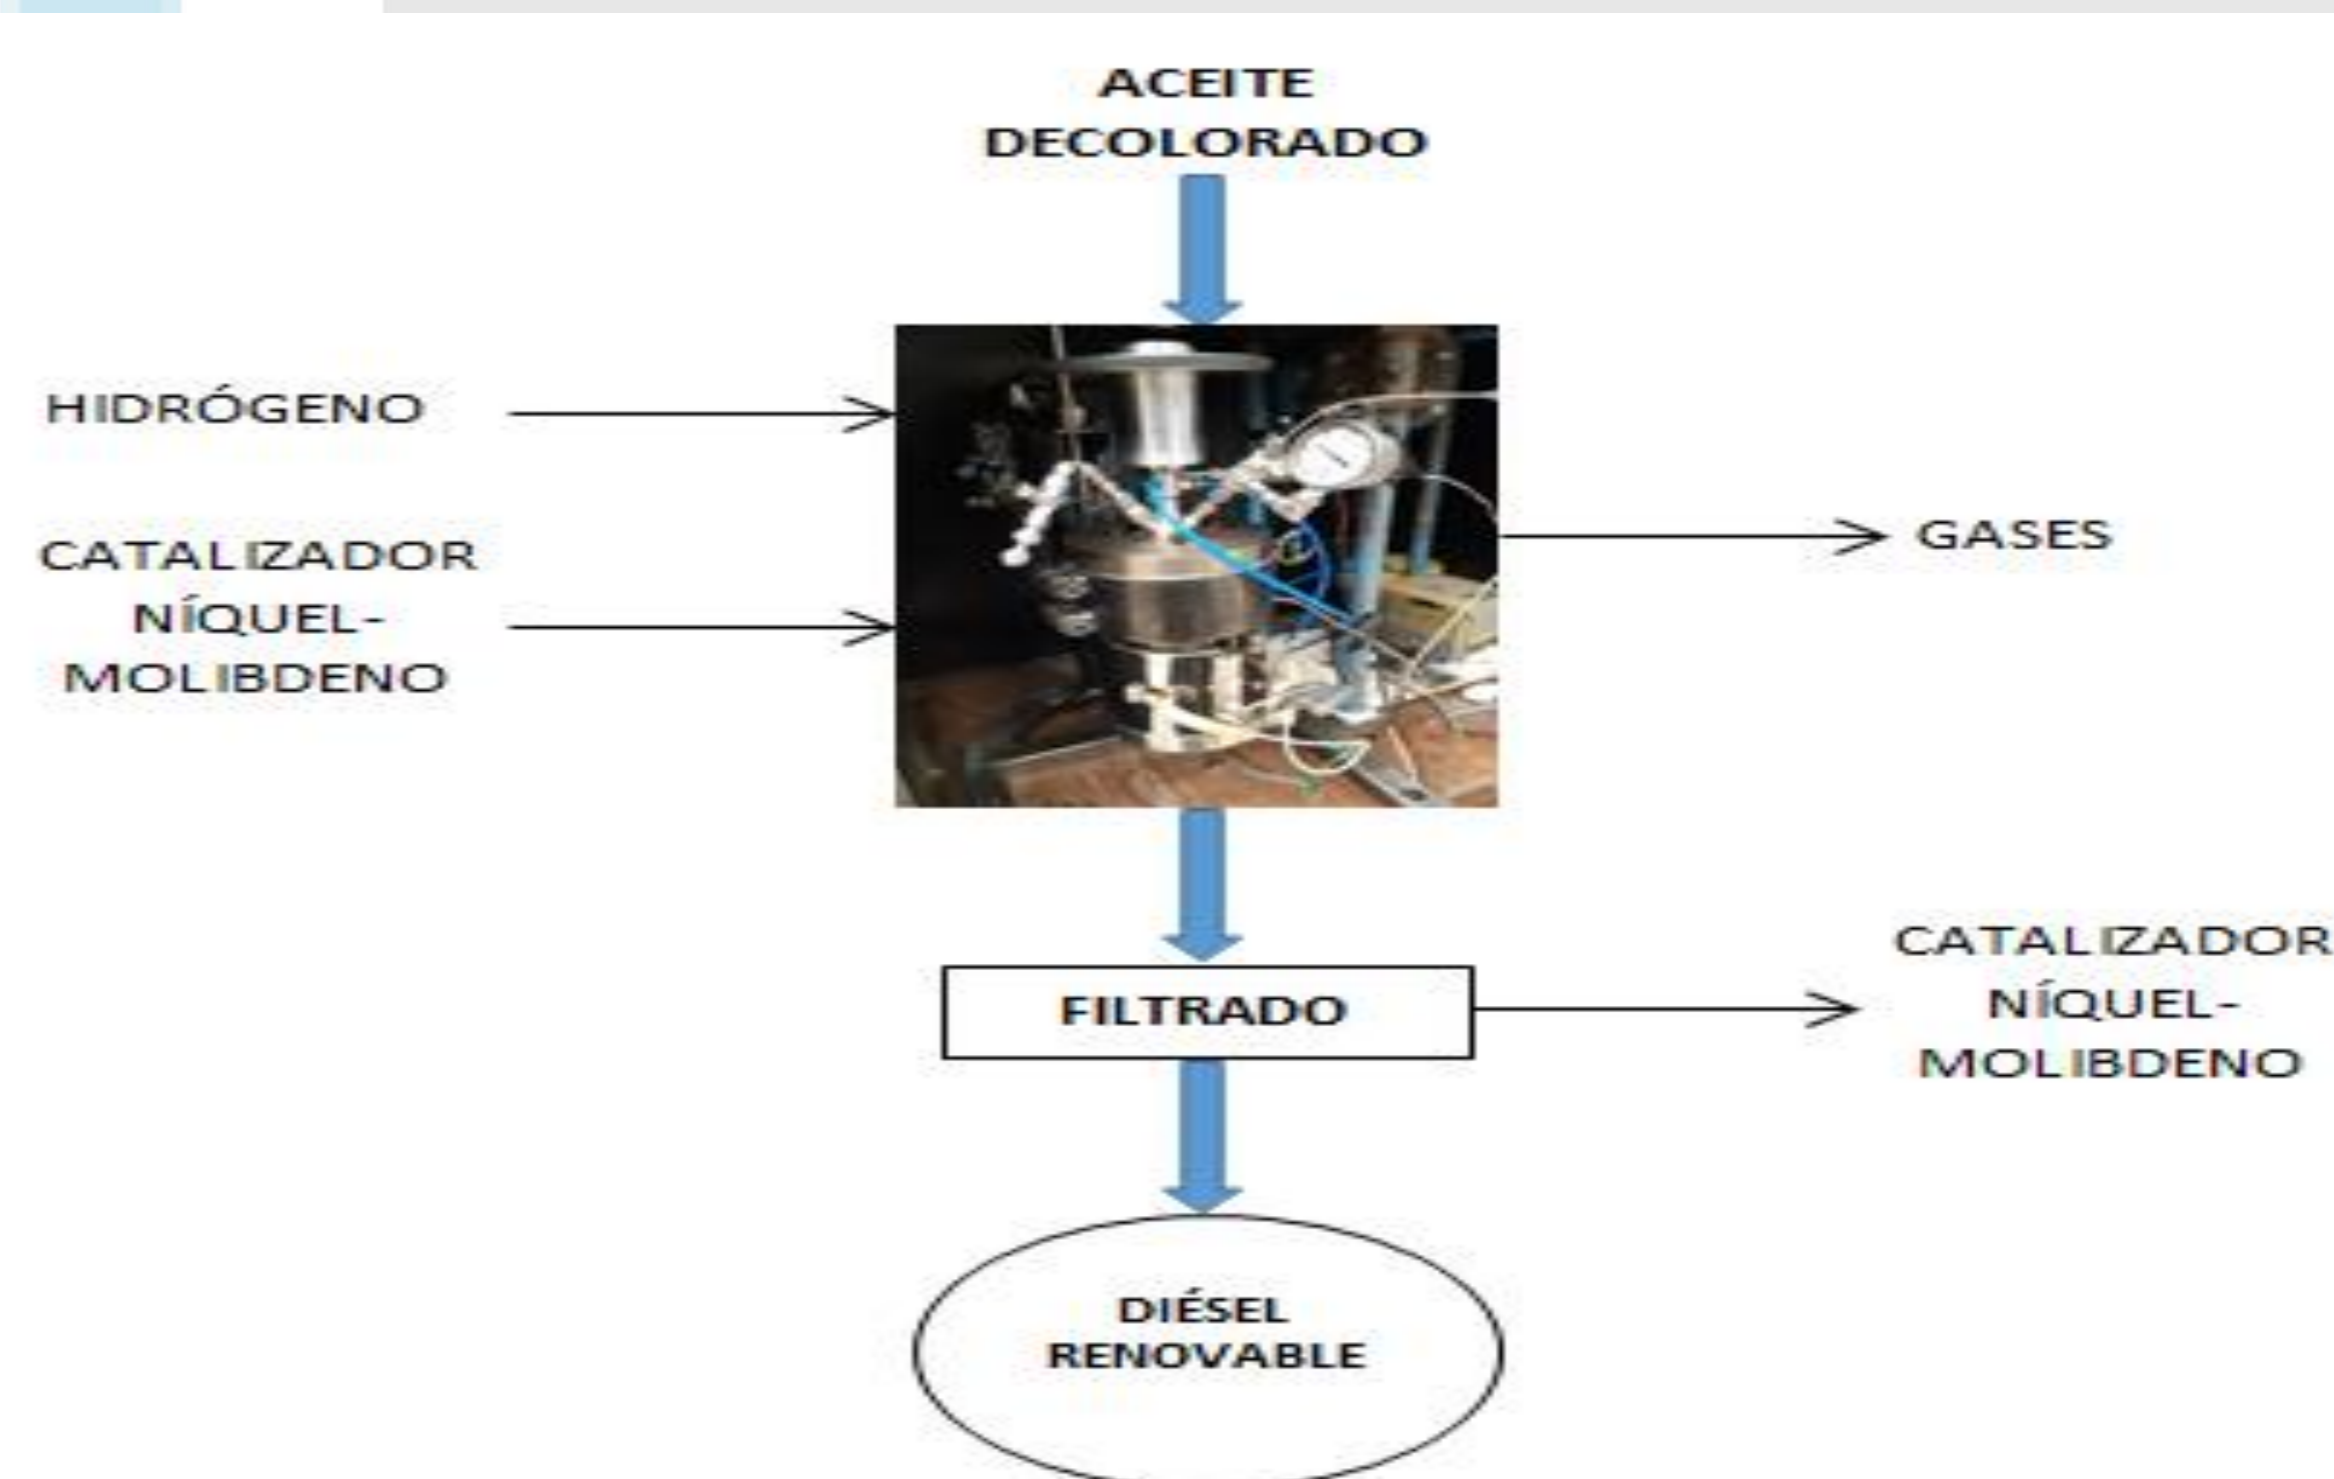 ACEITE
DECOLORADO
HIDRÓGENO
CATALIZADOR
NÍQUEL-
MOLIBDENO
GASES
FILTRADO
CATALIZADOR
NÍQUEL-
MOLIBDENO
DIÉSEL
RENOVABLE